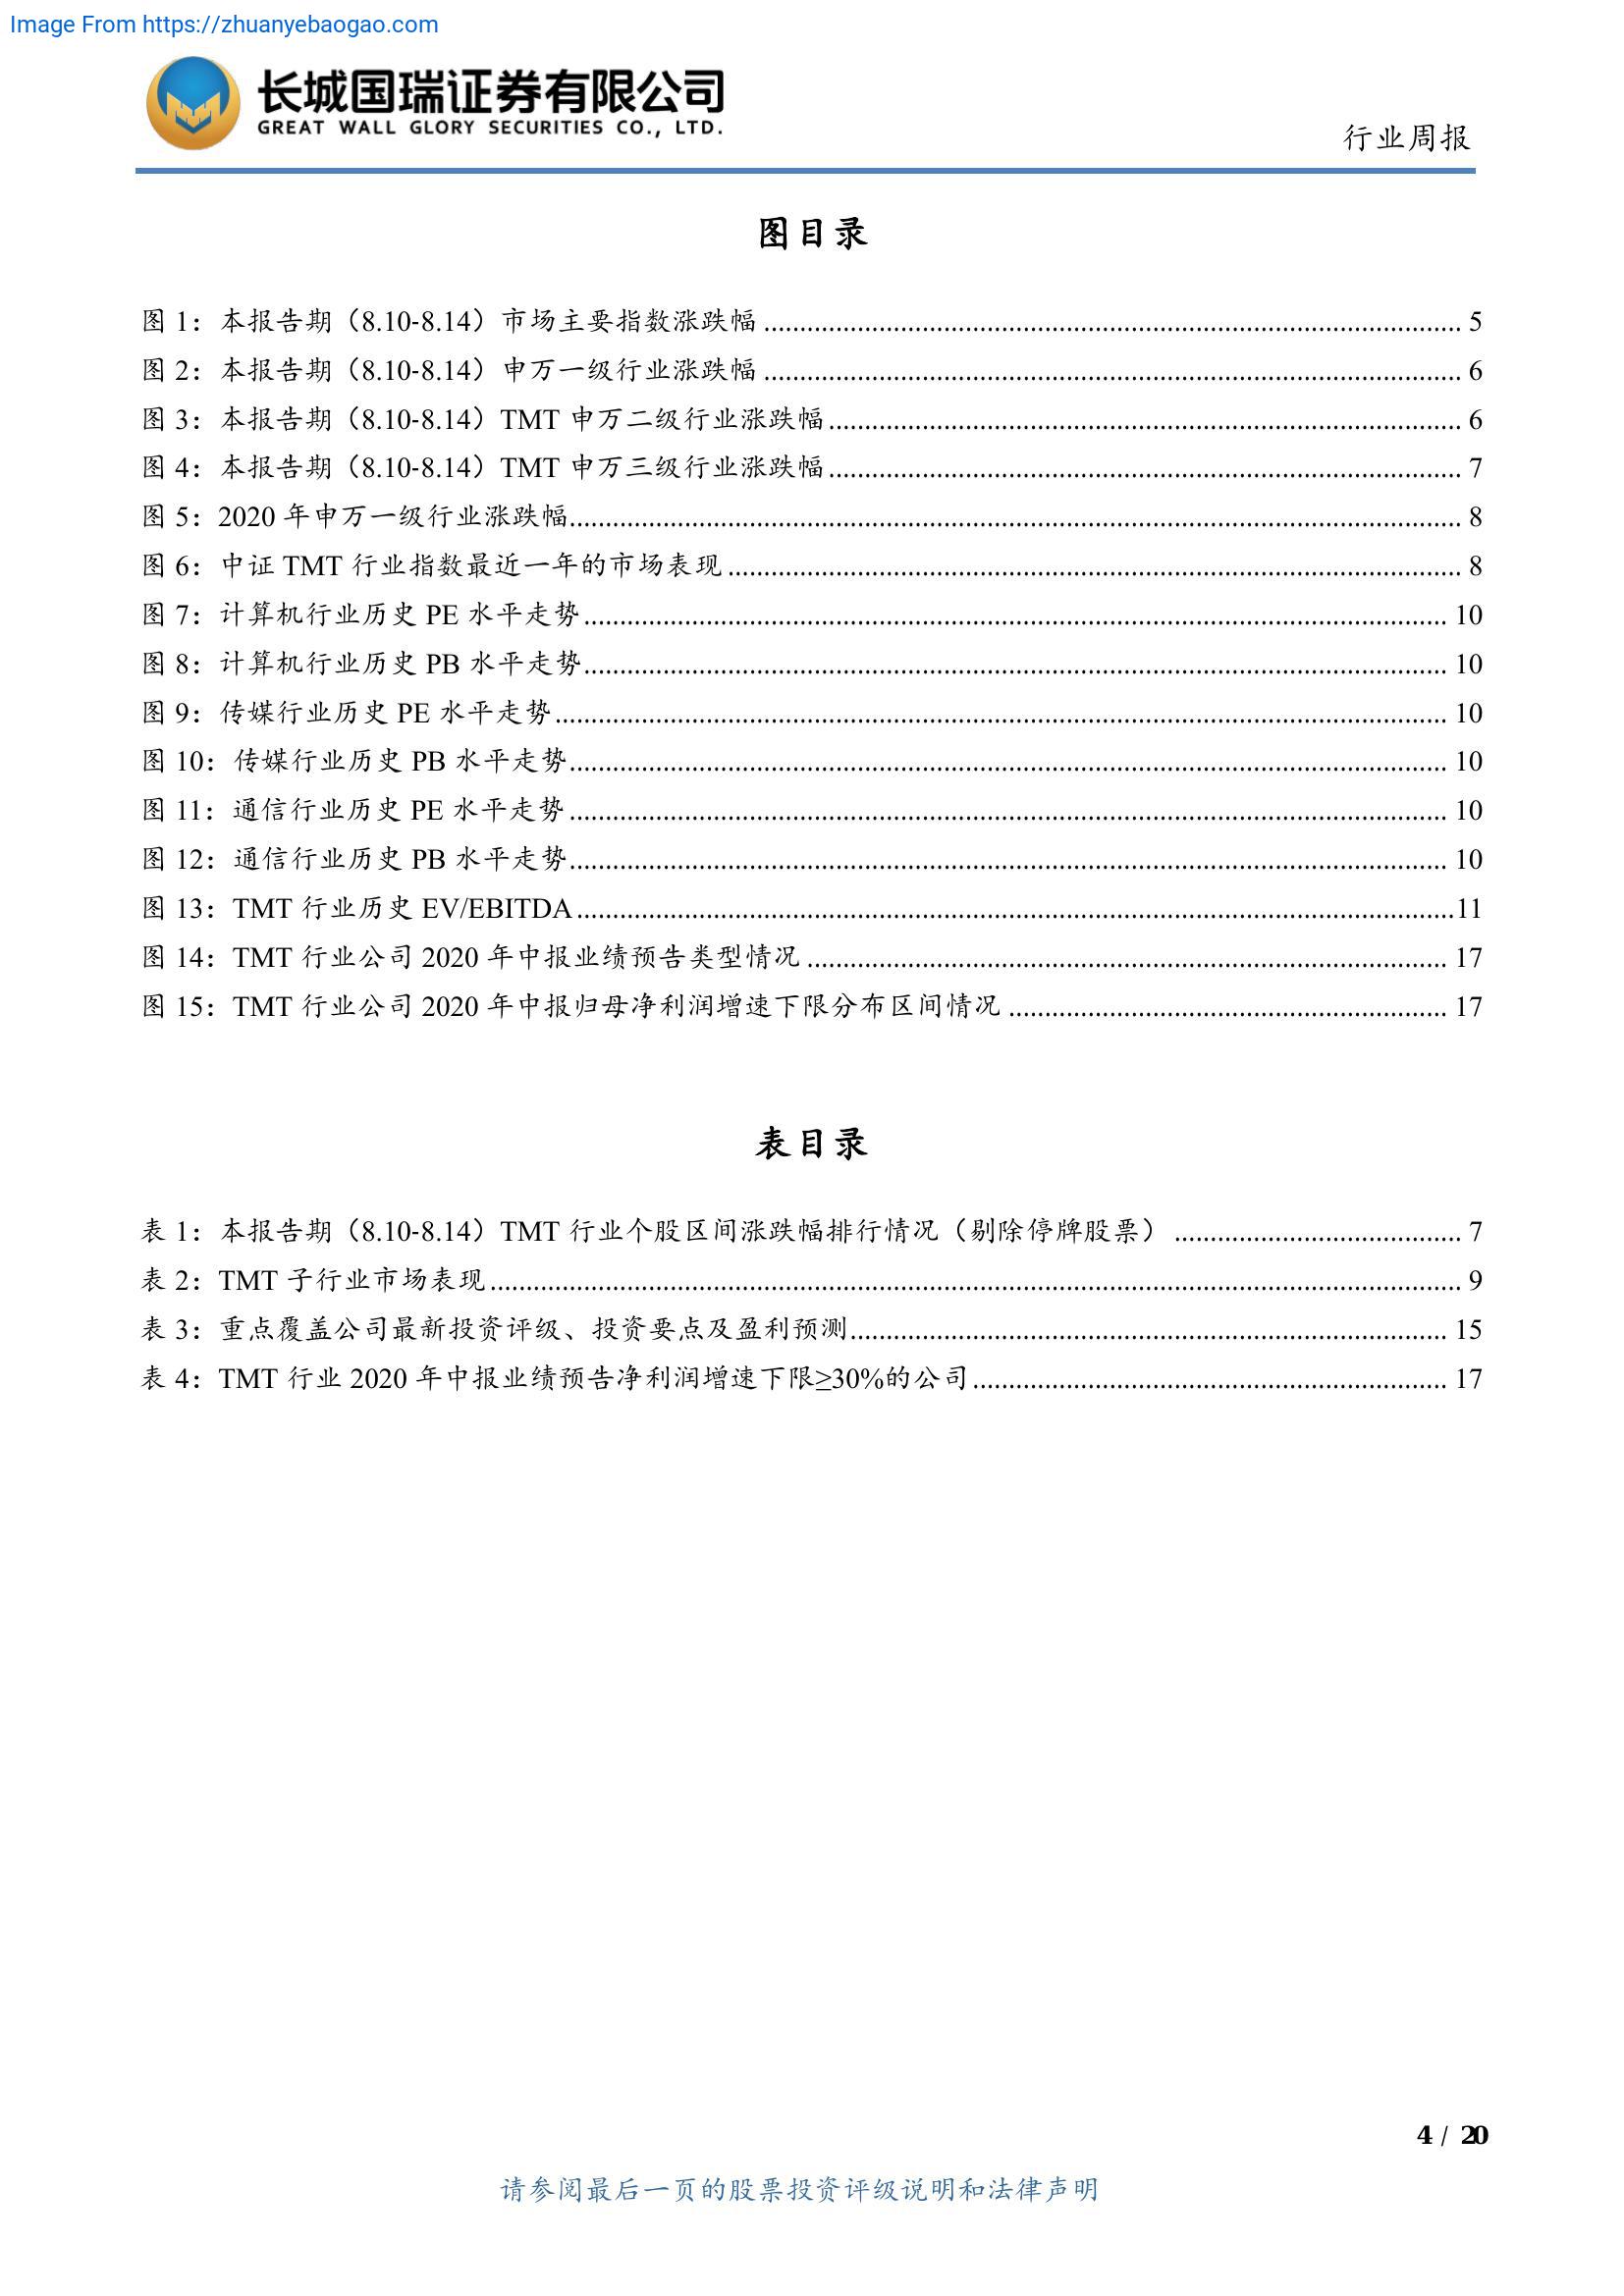 Image From https://zhuanyebaogao.com
长城国瑞证券有限公司
GREAT WALL GLORY SECURITIES CO., LTD.
行业周报
图目录
图 1：本报告期（8.10-8.14）市场主要指数涨跌幅 5
图 2：本报告期（8.10-8.14）申万一级行业涨跌幅 6
图 3：本报告期（8.10-8.14）TMT 申万二级行业涨跌幅 6
图 4：本报告期（8.10-8.14）TMT 申万三级行业涨跌幅 7
图 5：2020 年申万一级行业涨跌幅 8
图 6：中证 TMT 行业指数最近一年的市场表现 8
图 7：计算机行业历史 PE 水平走势 10
图 8：计算机行业历史 PB 水平走势 10
图 9：传媒行业历史 PE 水平走势 10
图 10：传媒行业历史 PB 水平走势 10
图 11：通信行业历史 PE 水平走势 10
图 12：通信行业历史 PB 水平走势 10
图 13：TMT 行业历史 EV/EBITDA 11
图 14：TMT 行业公司 2020 年中报业绩预告类型情况 17
图 15：TMT 行业公司 2020 年中报归母净利润增速下限分布区间情况 17
表目录
表 1：本报告期（8.10-8.14）TMT 行业个股区间涨跌幅排行情况（剔除停牌股票） 7
表 2：TMT 子行业市场表现 9
表 3：重点覆盖公司最新投资评级、投资要点及盈利预测 15
表 4：TMT 行业 2020 年中报业绩预告净利润增速下限≥30%的公司 17
4 / 20
请参阅最后一页的股票投资评级说明和法律声明